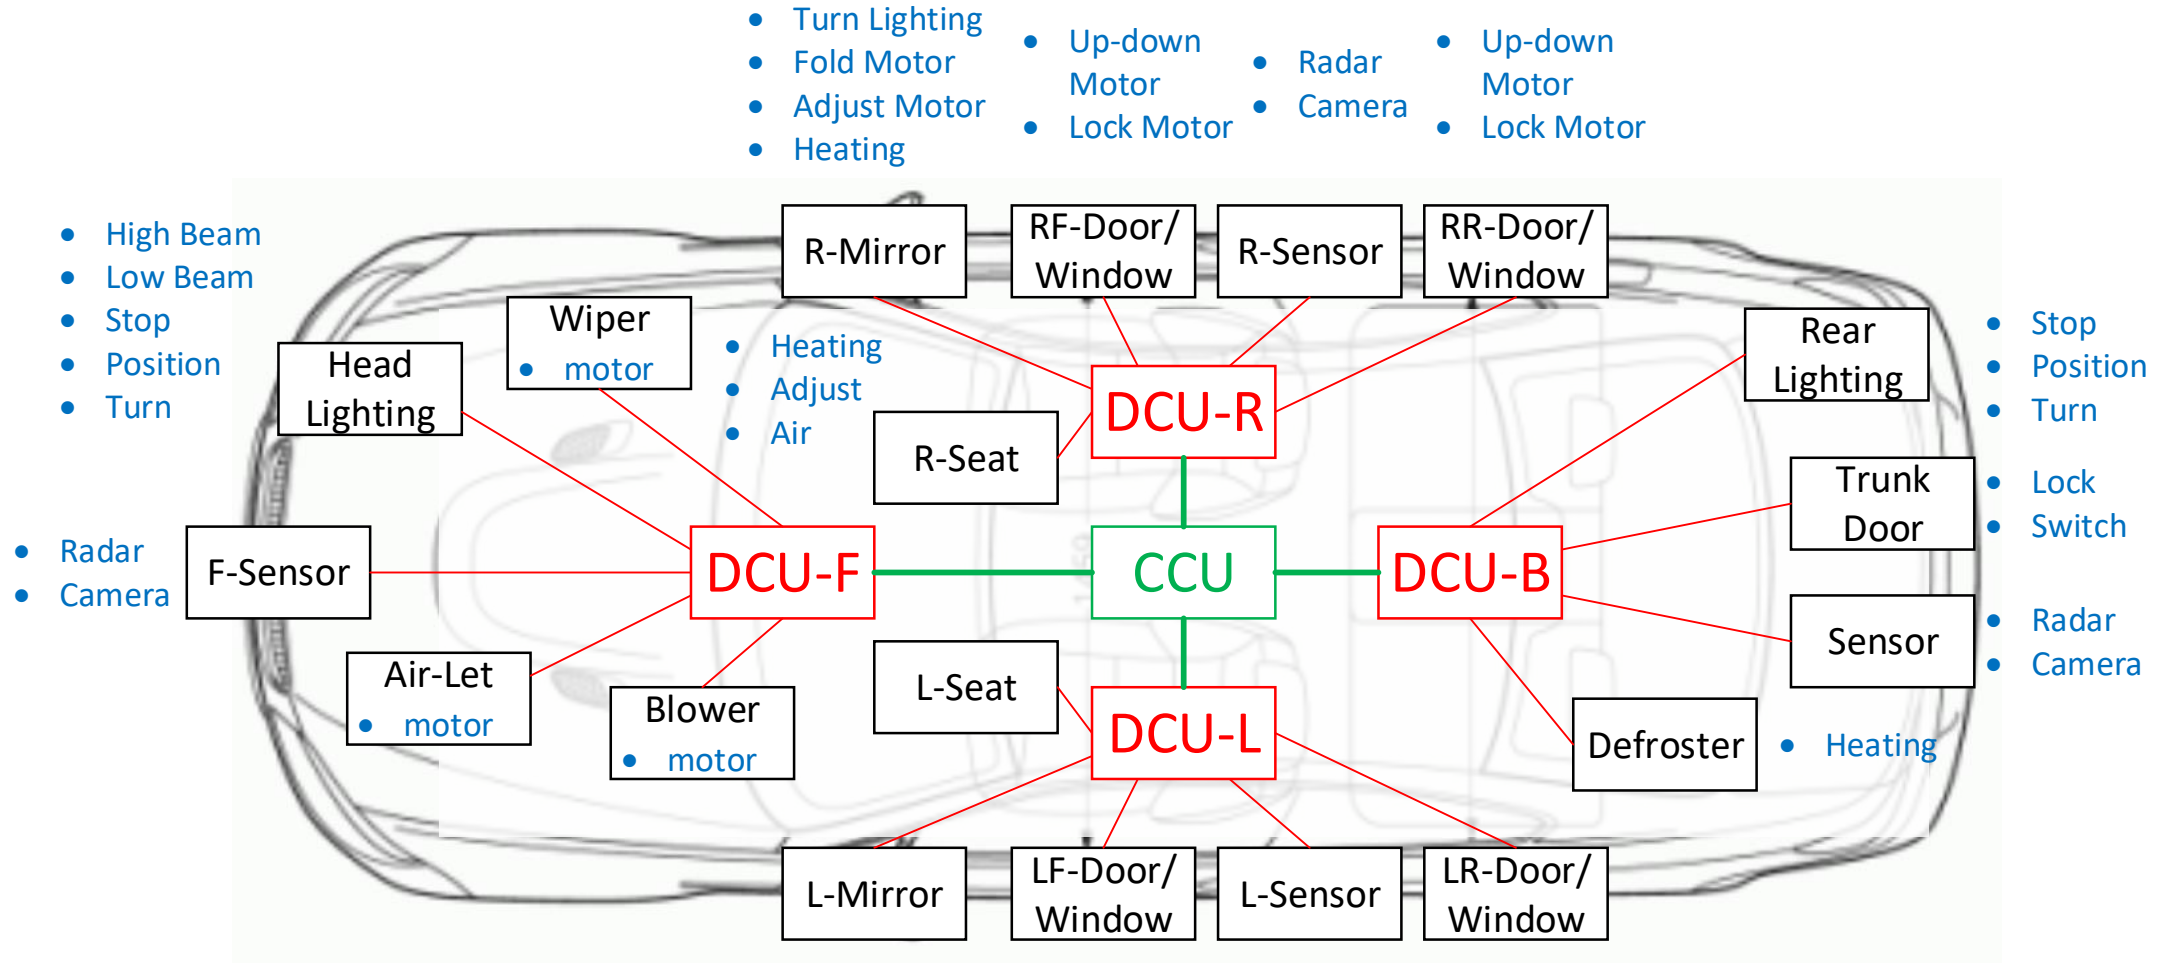 • Turn Lighting
• Fold Motor
• Adjust Motor
• Heating
• Up-down
Motor
• Lock Motor
• Radar
• Camera
• Up-down
Motor
• Lock Motor
R-Mirror
RF-Door/
Window
R-Sensor
RR-Door/
Window
• High Beam
• Low Beam
• Stop
• Position
• Turn
Head
Lighting
Wiper
• motor
• Heating
• Adjust
• Air
R-Seat
DCU-R
Rear
Lighting
• Stop
• Position
• Turn
Trunk
Door
• Lock
• Switch
• Radar
• Camera
F-Sensor
DCU-F
CCU
DCU-B
Sensor
• Radar
• Camera
Air-Let
• motor
Blower
• motor
L-Seat
DCU-L
Defroster
• Heating
L-Mirror
LF-Door/
Window
L-Sensor
LR-Door/
Window